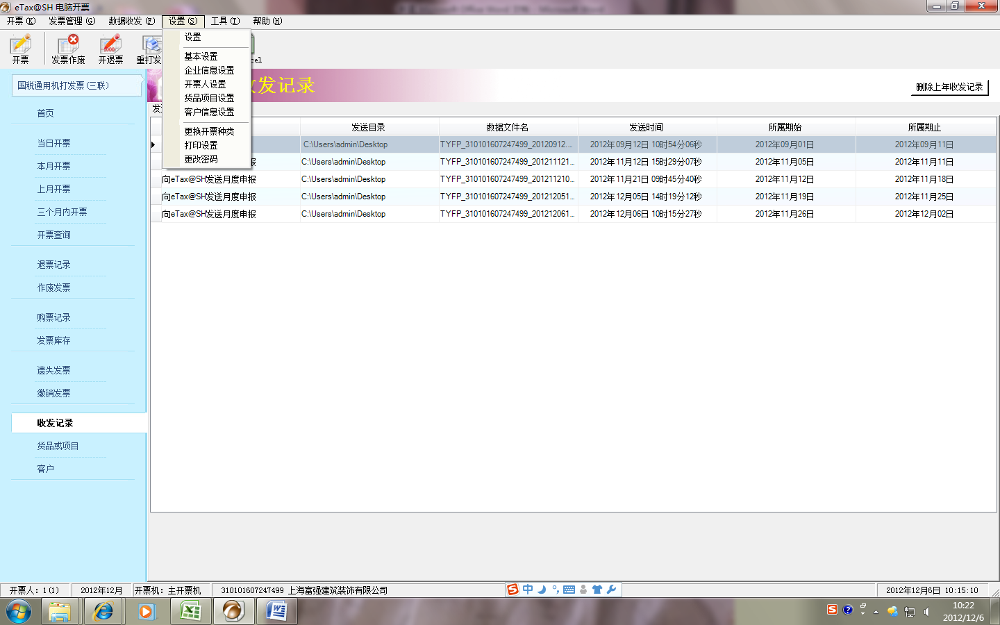 eTax@SH 电脑开票
开票 (K) 发票管理 (G) 数据收发 (P) 设置 (S) 工具 (T) 帮助 (H)
开票 发票作废 开退票 重打发 cel
设置
基本设置
企业信息设置
开票人设置
货品项目设置
客户信息设置
更换开票种类
打印设置
更改密码
国税通用机打发票(三联)
首页
当日开票
本月开票
上月开票
三个月内开票
开票查询
退票记录
作废发票
购票记录
发票库存
遗失发票
缴销发票
收发记录
货品或项目
客户
发记录
删除上年收发记录
发送目录 数据文件名 发送时间 所属期始 所属期止
C:\Users\admin\Desktop TYFP_310101607247499_20120912.... 2012年09月12日 10时54分06秒 2012年09月01日 2012年09月11日
报 C:\Users\admin\Desktop TYFP_310101607247499_201211121... 2012年11月12日 15时29分07秒 2012年11月05日 2012年11月11日
向eTax@SH发送月度申报 C:\Users\admin\Desktop TYFP_310101607247499_201211210... 2012年11月21日 09时45分40秒 2012年11月12日 2012年11月18日
向eTax@SH发送月度申报 C:\Users\admin\Desktop TYFP_310101607247499_201212051... 2012年12月05日 14时19分12秒 2012年11月19日 2012年11月25日
向eTax@SH发送月度申报 C:\Users\admin\Desktop TYFP_310101607247499_201212061... 2012年12月06日 10时15分27秒 2012年11月26日 2012年12月02日
开票人: 1(1) 2012年12月 开票机: 主开票机 310101607247499 上海富强建筑装饰有限公司 中 2012年12月6日 10:15:10
10:22
2012/12/6